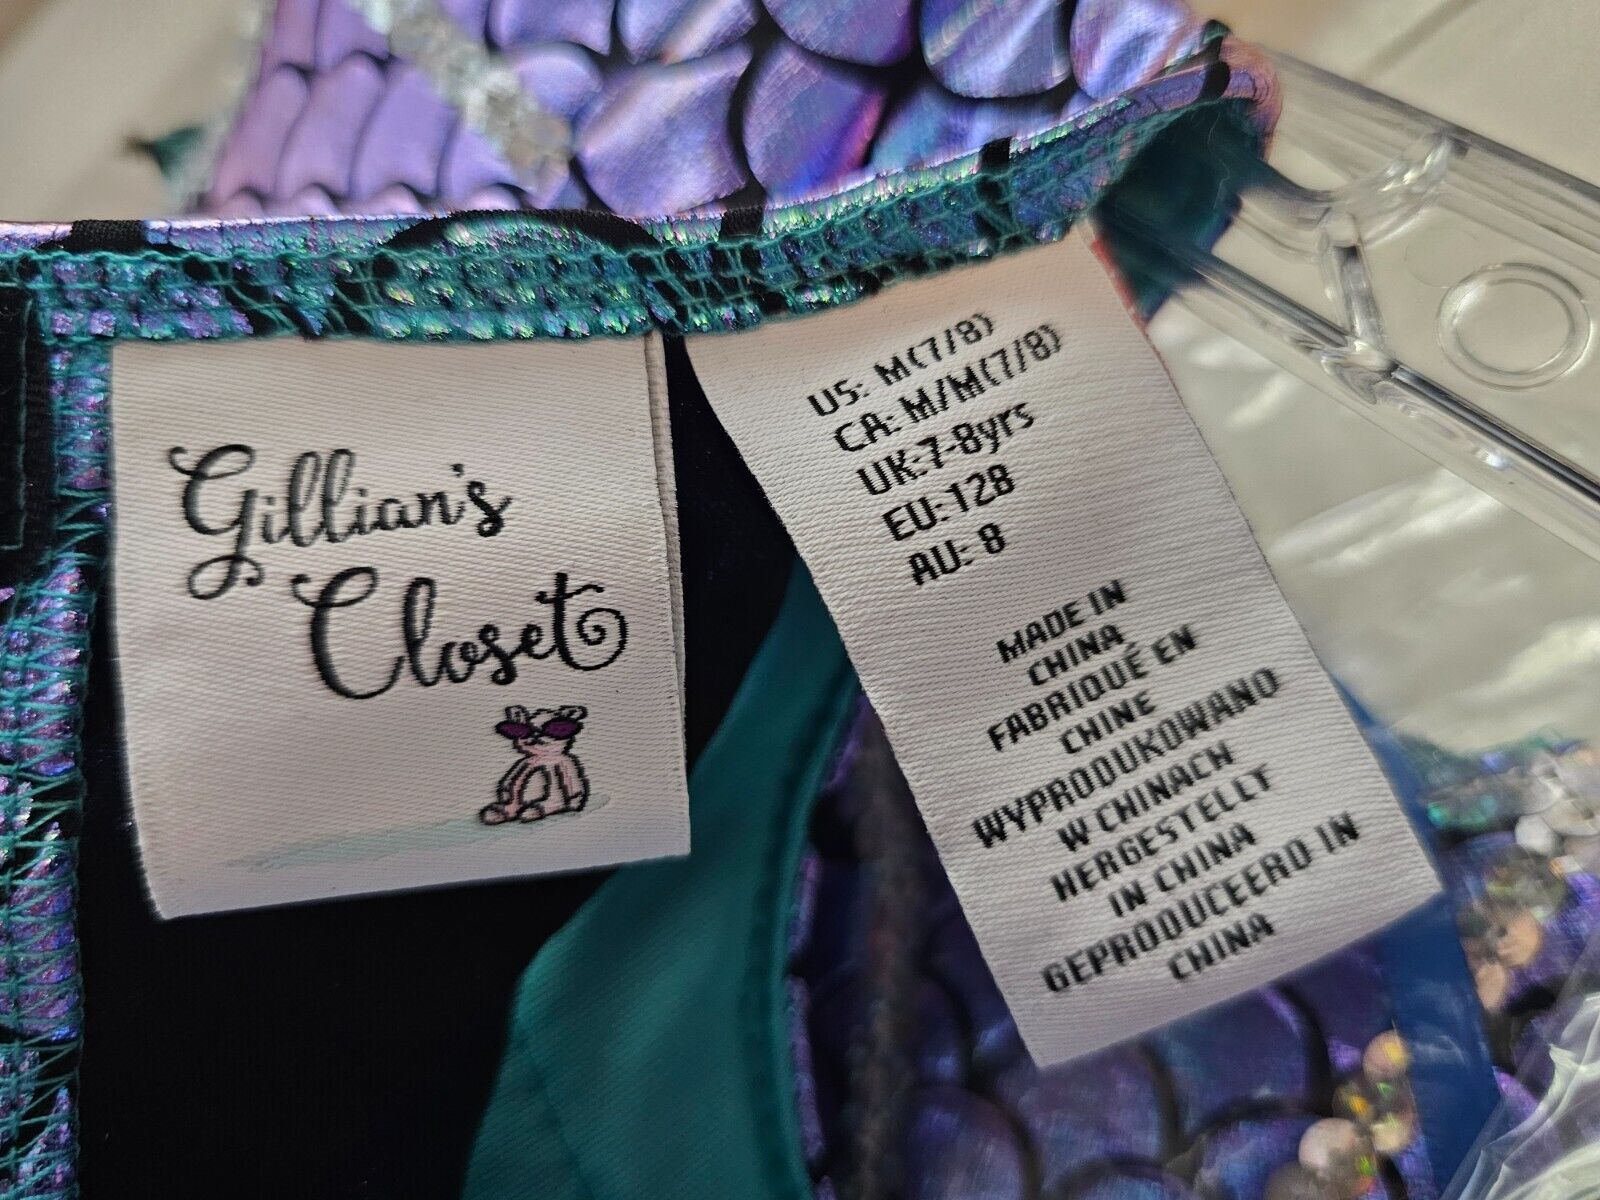 Gillian's
Closet
US: M(7/8)
CA: M/M(7/8)
UK:7-8yrs
EU:128
AU: 8
MADE IN
CHINA
FABRIQUÉ EN
CHINE
WYPRODUKOWANO
W CHINACH
HERGESTELLT
IN CHINA
GEPRODUCEERD IN
CHINA